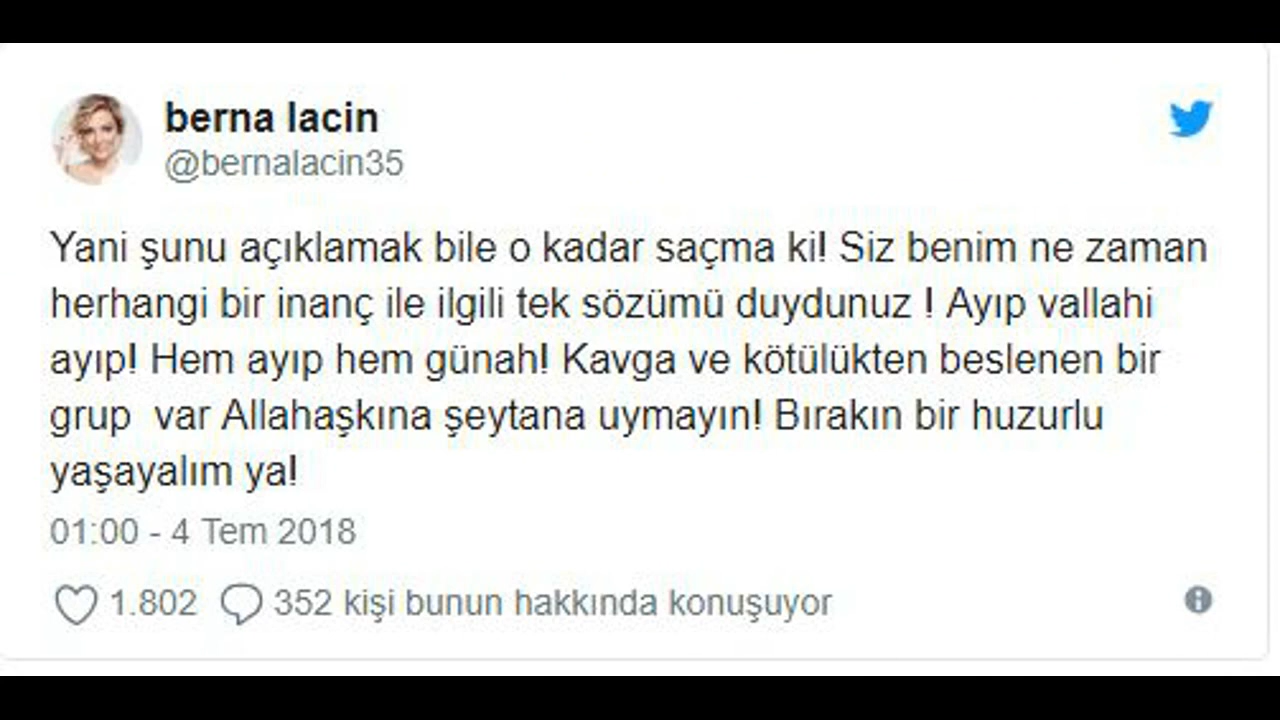 berna lacin
@bernalacin35
Yani şunu açıklamak bile o kadar saçma ki! Siz benim ne zaman
herhangi bir inanç ile ilgili tek sözümü duydunuz ! Ayıp vallahi
ayıp! Hem ayıp hem günah! Kavga ve kötülükten beslenen bir
grup  var Allahaşkına şeytana uymayın! Bırakın bir huzurlu
yaşayalım ya!
01:00 - 4 Tem 2018
1.802 352 kişi bunun hakkında konuşuyor